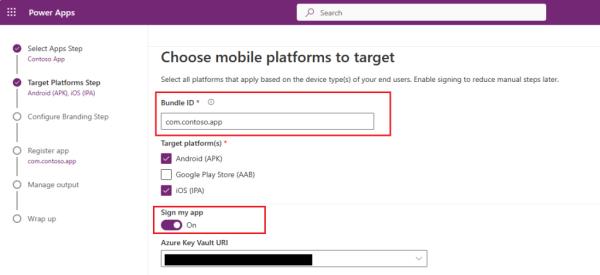 Power Apps
Search
Select Apps Step
Contoso App
Target Platforms Step
Android (APK), iOS (IPA)
Configure Branding Step
Register app
com.contoso.app
Manage output
Wrap up
Choose mobile platforms to target
Select all platforms that apply based on the device type(s) of your end users. Enable signing to reduce manual steps later.
Bundle ID *
com.contoso.app
Target platform(s) *
Android (APK)
Google Play Store (AAB)
iOS (IPA)
Sign my app
On
Azure Key Vault URI